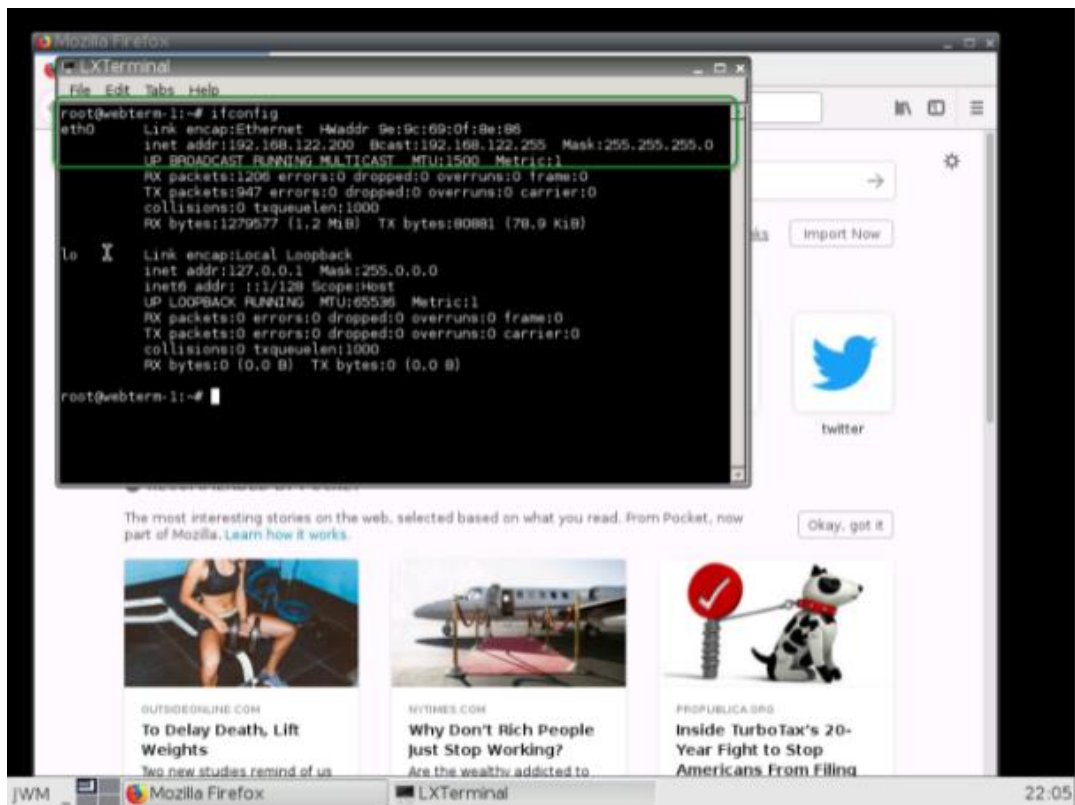 Mozilla Firefox
LXTerminal
File Edit Tabs Help
root@webterm-1:~# ifconfig
eth0 Link encap:Ethernet HWaddr 9e:9c:69:0f:8e:86
inet addr:192.168.122.200 Bcast:192.168.122.255 Mask:255.255.255.0
UP BROADCAST RUNNING MULTICAST MTU:1500 Metric:1
RX packets:1206 errors:0 dropped:0 overruns:0 frame:0
TX packets:947 errors:0 dropped:0 overruns:0 carrier:0
collisions:0 txqueuelen:1000
RX bytes:1279577 (1.2 MiB) TX bytes:80881 (78.9 KiB)
lo Link encap:Local Loopback
inet addr:127.0.0.1 Mask:255.0.0.0
inet6 addr: ::1/128 Scope:Host
UP LOOPBACK RUNNING MTU:65536 Metric:1
RX packets:0 errors:0 dropped:0 overruns:0 frame:0
TX packets:0 errors:0 dropped:0 overruns:0 carrier:0
collisions:0 txqueuelen:1000
RX bytes:0 (0.0 B) TX bytes:0 (0.0 B)
root@webterm-1:~#
Import Now
twitter
The most interesting stories on the web, selected based on what you read. From Pocket, now
part of Mozilla. Learn how it works.
Okay, got it
OUTSIDEONLINE.COM
To Delay Death, Lift
Weights
Two new studies remind of us
NYTIMES.COM
Why Don't Rich People
Just Stop Working?
Are the wealthy addicted to
PROPUBLICA.ORG
Inside TurboTax's 20-
Year Fight to Stop
Americans From Filing
JWM
Mozilla Firefox
LXTerminal
22:05